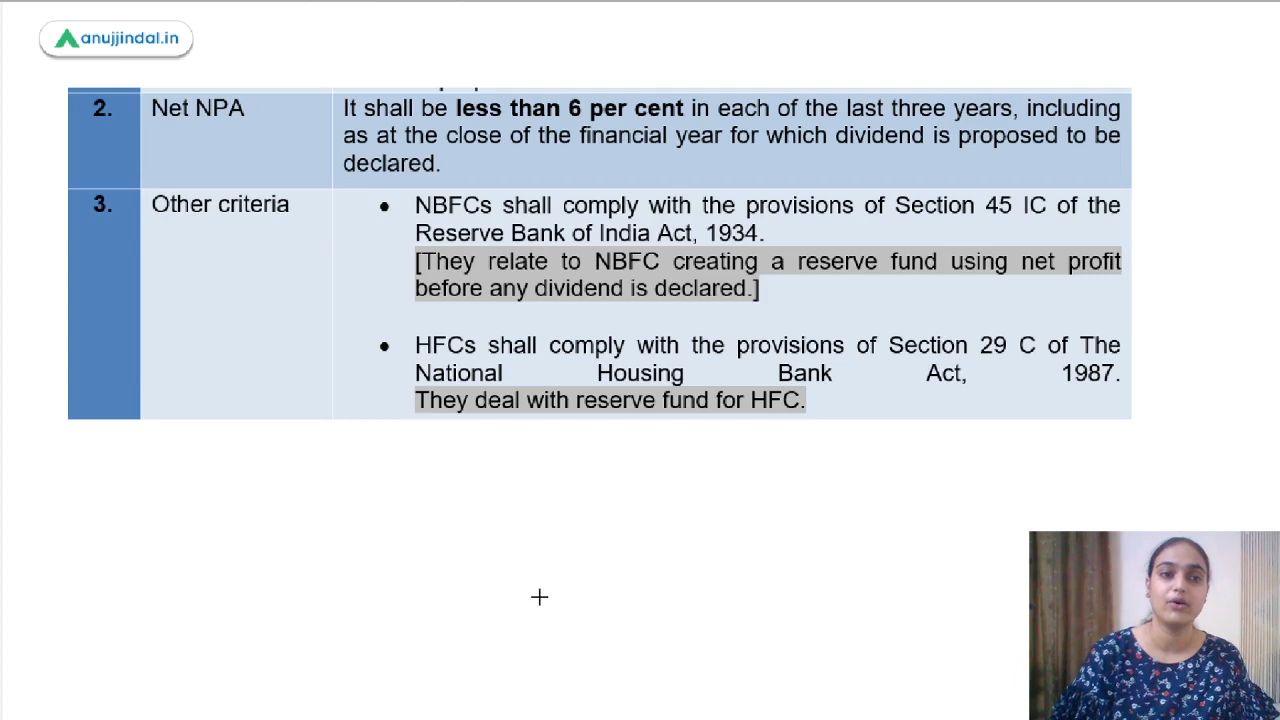 anujjindal.in
2. Net NPA It shall be less than 6 per cent in each of the last three years, including
as at the close of the financial year for which dividend is proposed to be
declared.
3. Other criteria • NBFCs shall comply with the provisions of Section 45 IC of the
Reserve Bank of India Act, 1934.
[They relate to NBFC creating a reserve fund using net profit
before any dividend is declared.]
• HFCs shall comply with the provisions of Section 29 C of The
National Housing Bank Act, 1987.
They deal with reserve fund for HFC.